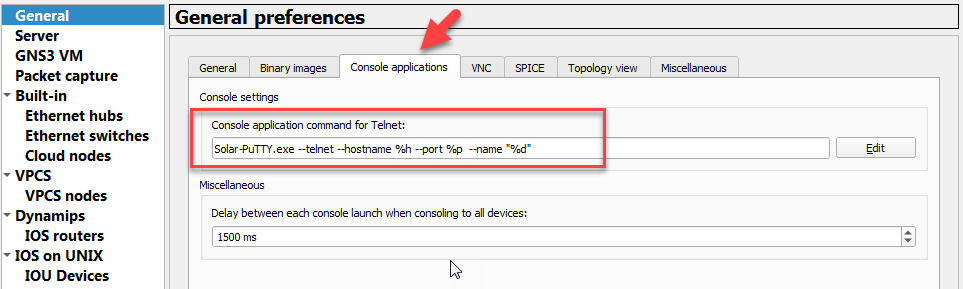 General
Server
GNS3 VM
Packet capture
Built-in
Ethernet hubs
Ethernet switches
Cloud nodes
VPCS
VPCS nodes
Dynamips
IOS routers
IOS on UNIX
IOU Devices
General preferences
General Binary images Console applications VNC SPICE Topology view Miscellaneous
Console settings
Console application command for Telnet:
Solar-PuTTY.exe --telnet --hostname %h --port %p  --name "%d" Edit
Miscellaneous
Delay between each console launch when consoling to all devices:
1500 ms